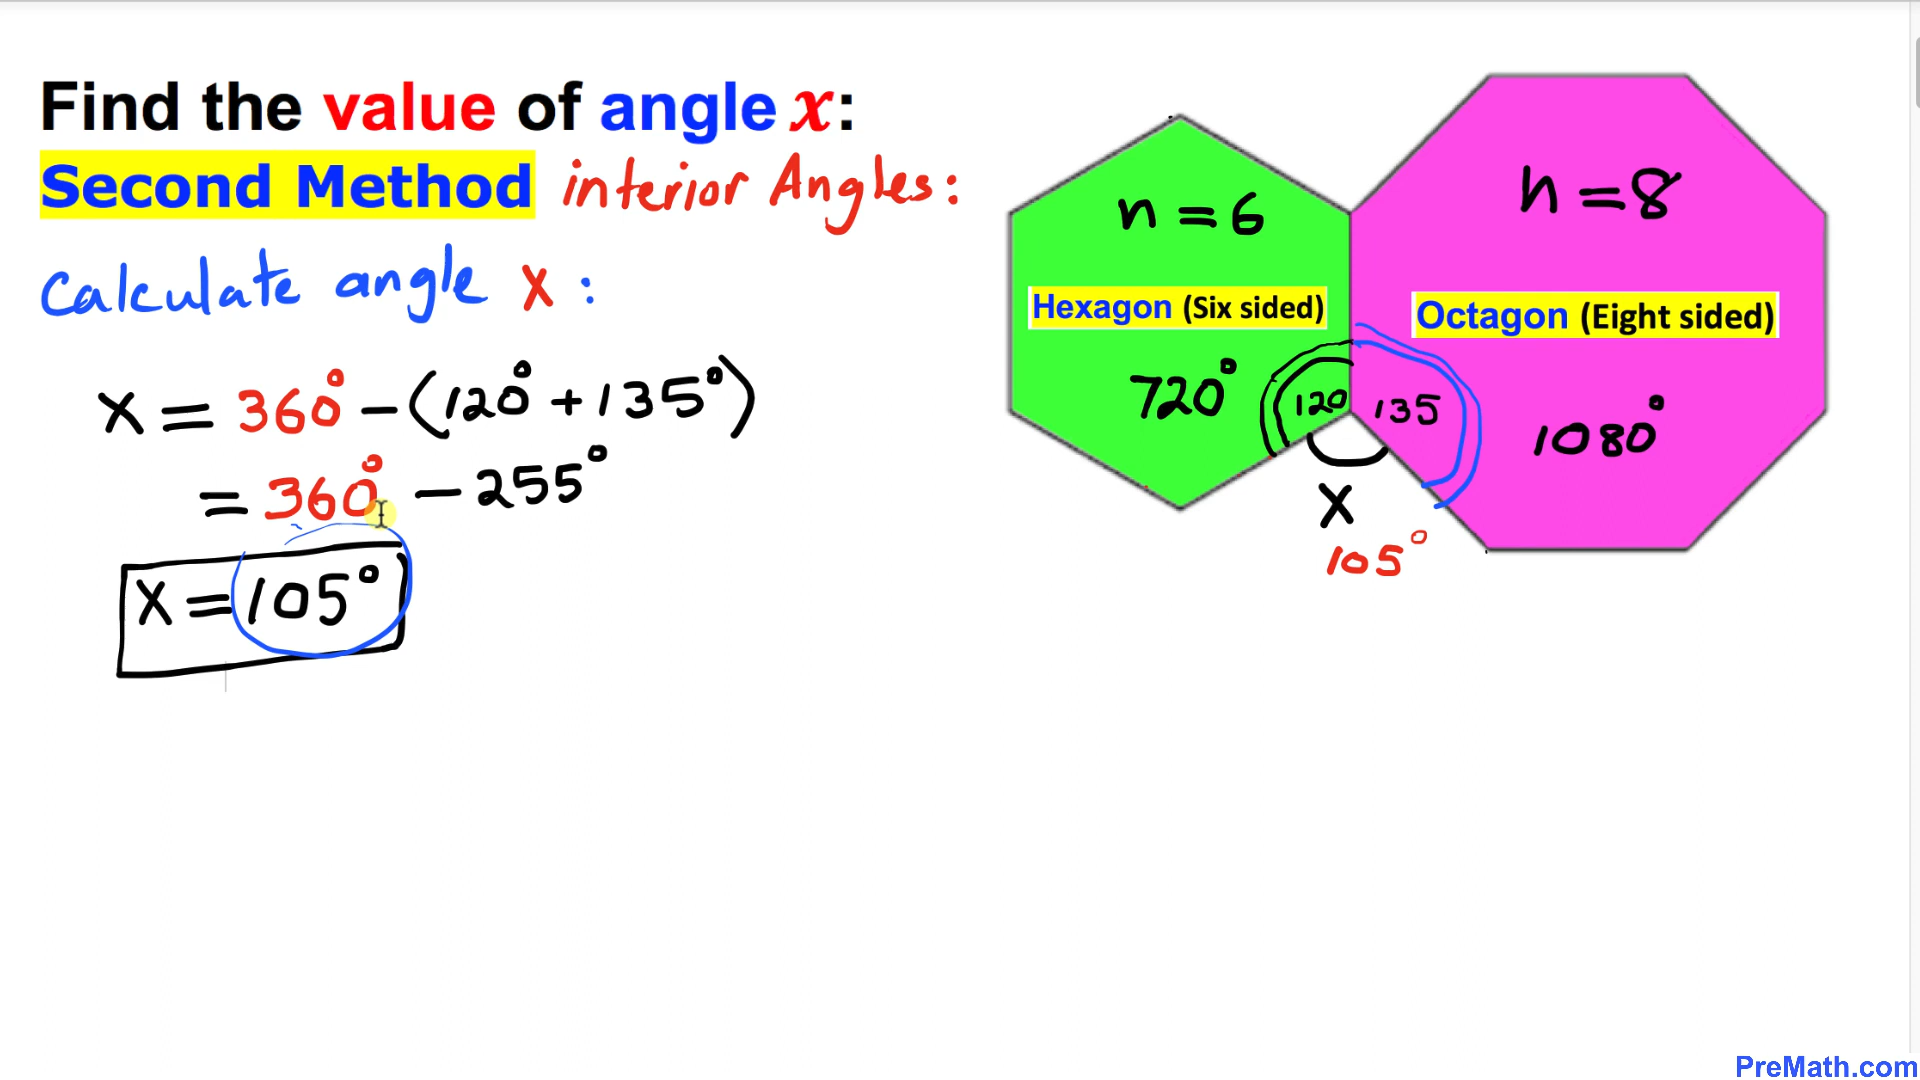 Find the value of angle x:
Second Method interior Angles:
Calculate angle x:
x = 360° - (120° + 135°)
= 360° - 255°
x = 105°
n = 6
Hexagon (Six sided)
720°
120
n = 8
Octagon (Eight sided)
135
1080°
x
105°
PreMath.com